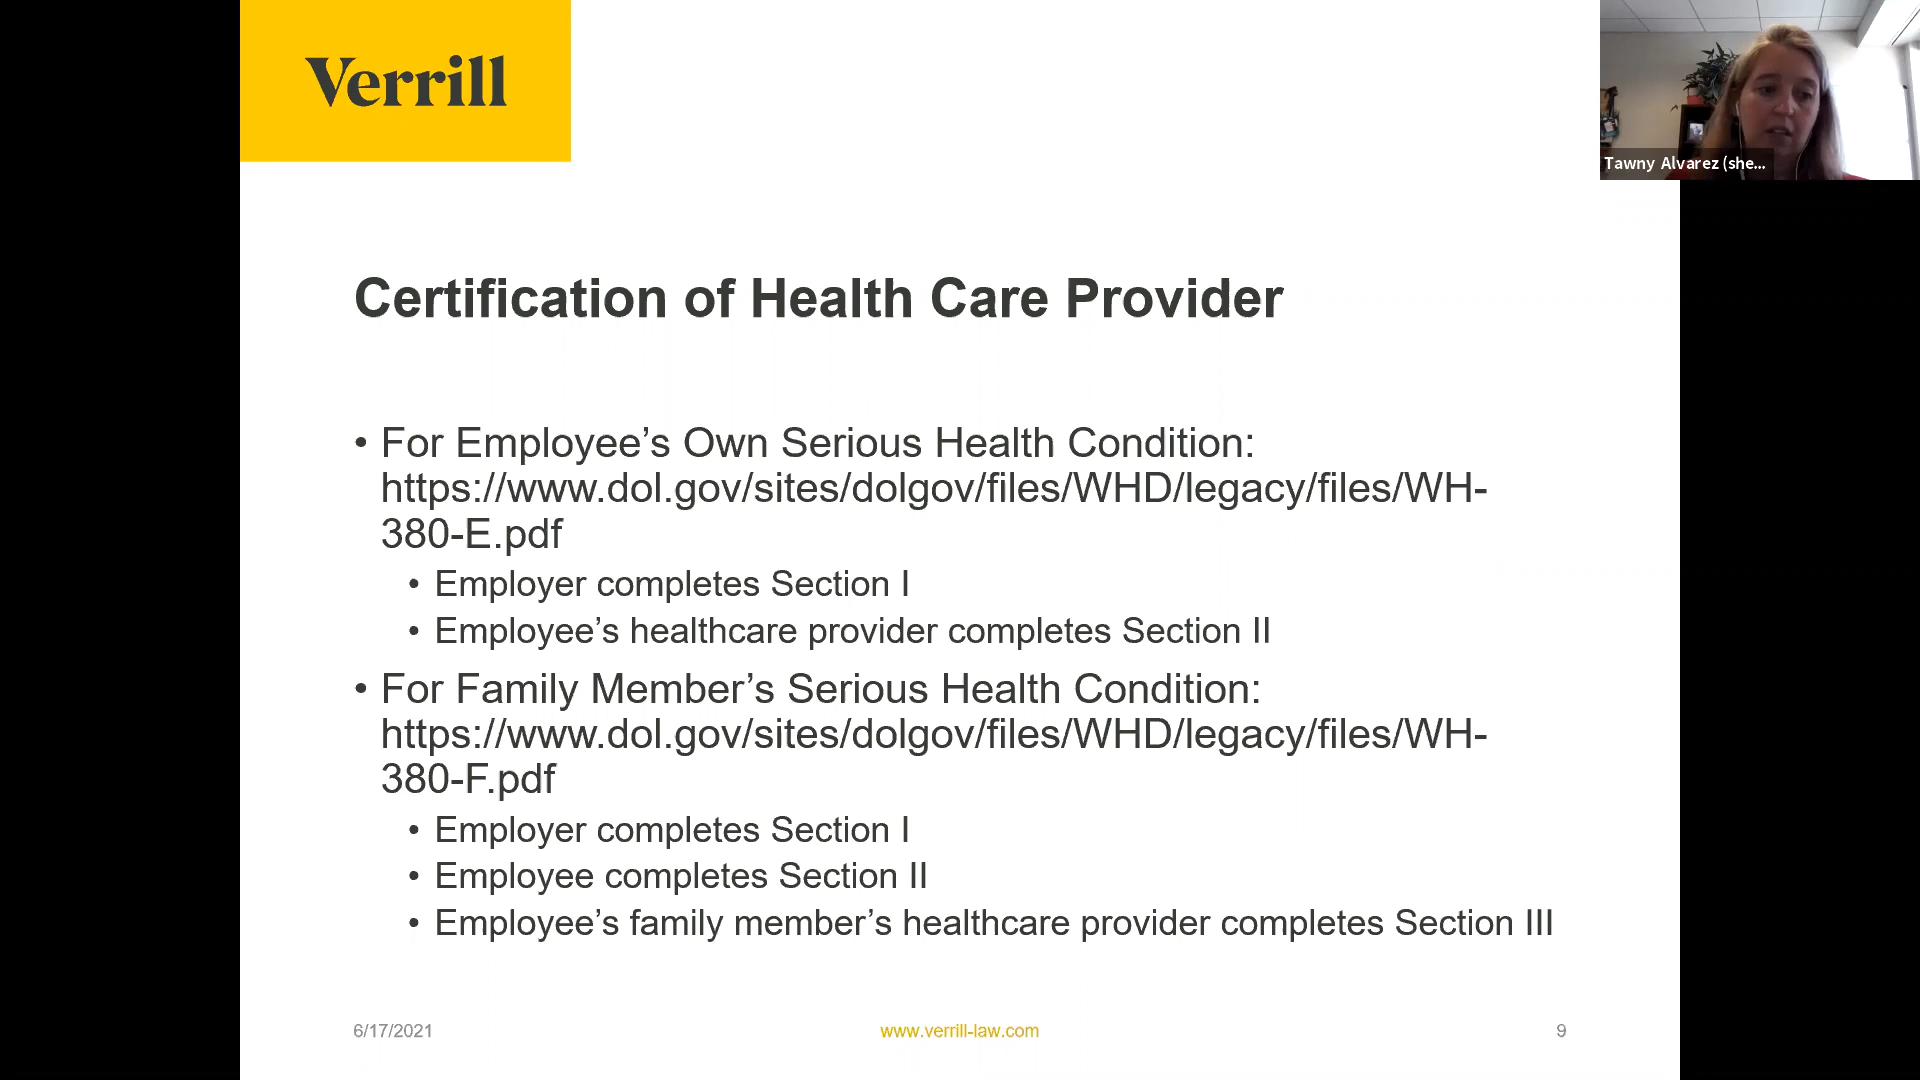 Verrill
Tawny Alvarez (she...
Certification of Health Care Provider
• For Employee’s Own Serious Health Condition:
https://www.dol.gov/sites/dolgov/files/WHD/legacy/files/WH-
380-E.pdf
• Employer completes Section I
• Employee’s healthcare provider completes Section II
• For Family Member’s Serious Health Condition:
https://www.dol.gov/sites/dolgov/files/WHD/legacy/files/WH-
380-F.pdf
• Employer completes Section I
• Employee completes Section II
• Employee’s family member’s healthcare provider completes Section III
6/17/2021
www.verrill-law.com
9